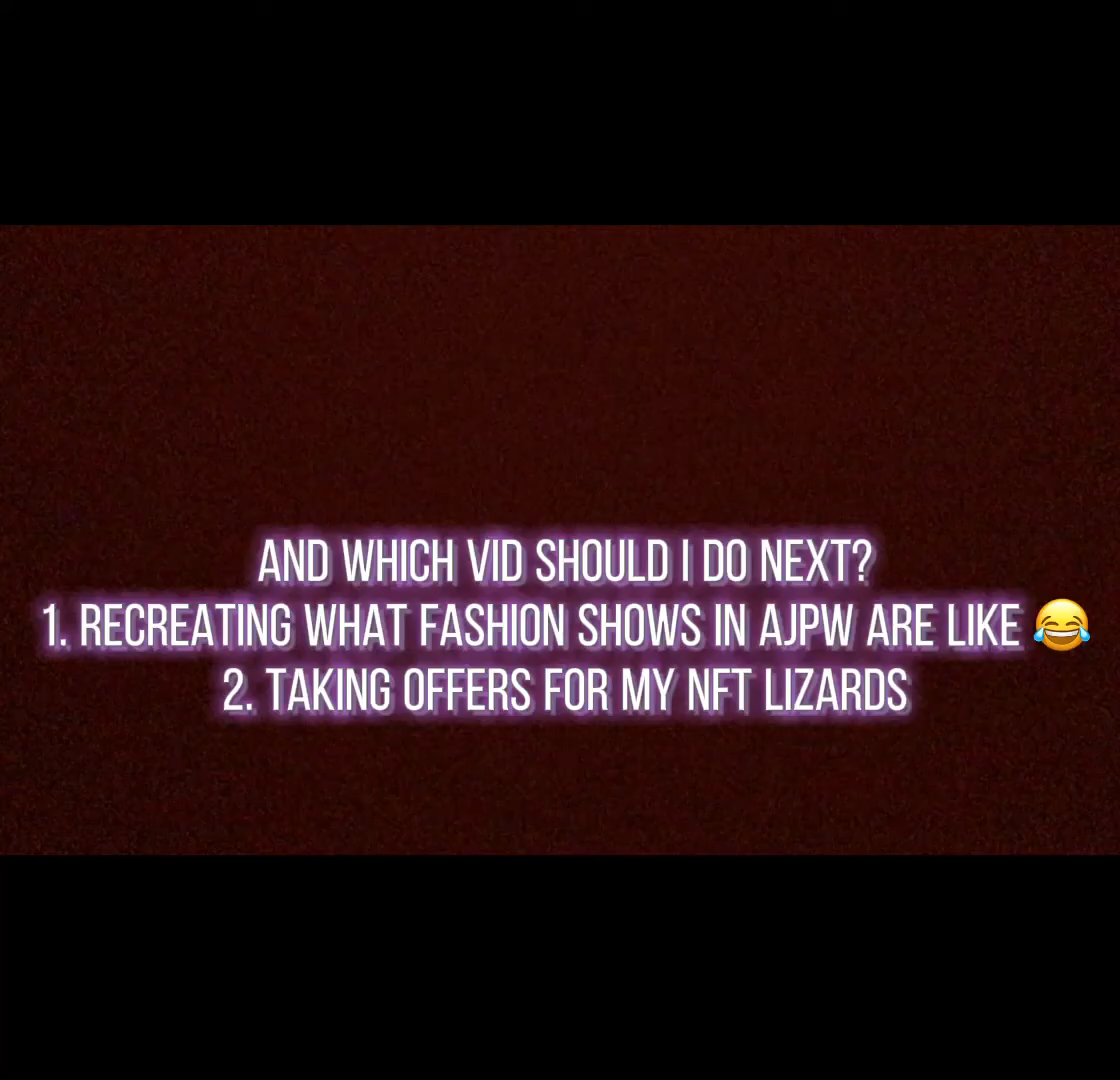 AND WHICH VID SHOULD I DO NEXT?
1. RECREATING WHAT FASHION SHOWS IN AJPW ARE LIKE 😂
2. TAKING OFFERS FOR MY NFT LIZARDS